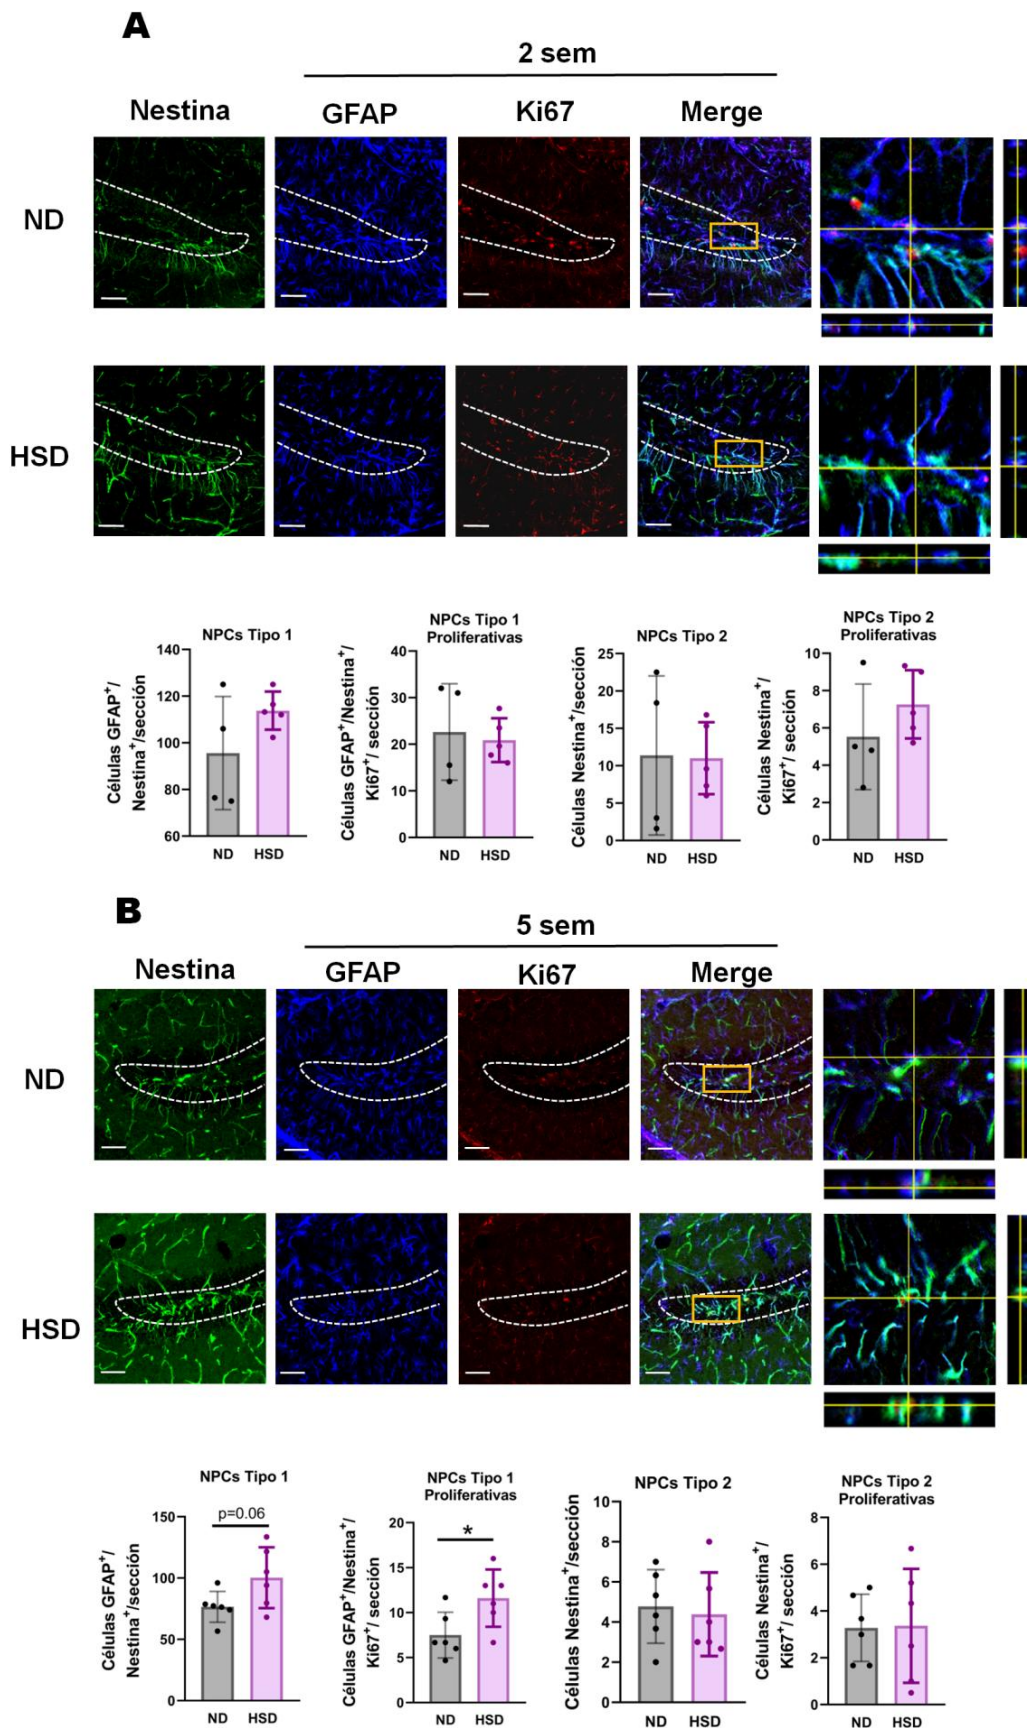 A
2 sem
Nestina GFAP Ki67 Merge
ND
HSD
NPCs Tipo 1
Células GFAP⁺/
Nestina⁺/sección
140
120
100
80
60
ND HSD
NPCs Tipo 1
Proliferativas
Células GFAP⁺/Nestina⁺/
Ki67⁺/ sección
40
30
20
10
0
ND HSD
NPCs Tipo 2
Células Nestina⁺/sección
25
20
15
10
5
0
ND HSD
NPCs Tipo 2
Proliferativas
Células Nestina⁺/
Ki67⁺/ sección
10
8
6
4
2
0
ND HSD
B
5 sem
Nestina GFAP Ki67 Merge
ND
HSD
NPCs Tipo 1
Células GFAP⁺/
Nestina⁺/sección
150
100
50
0
p=0.06
ND HSD
NPCs Tipo 1
Proliferativas
Células GFAP⁺/Nestina⁺/
Ki67⁺/ sección
20
15
10
5
0
*
ND HSD
NPCs Tipo 2
Células Nestina⁺/sección
8
6
4
2
0
ND HSD
NPCs Tipo 2
Proliferativas
Células Nestina⁺/
Ki67⁺/ sección
8
6
4
2
0
ND HSD